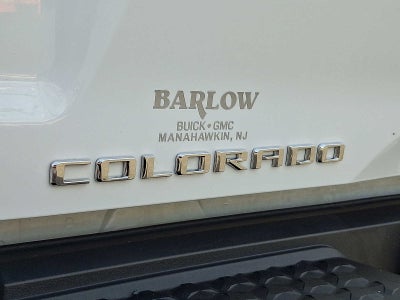 BARLOW
BUICK • GMC
MANAHAWKIN, NJ
COLORADO